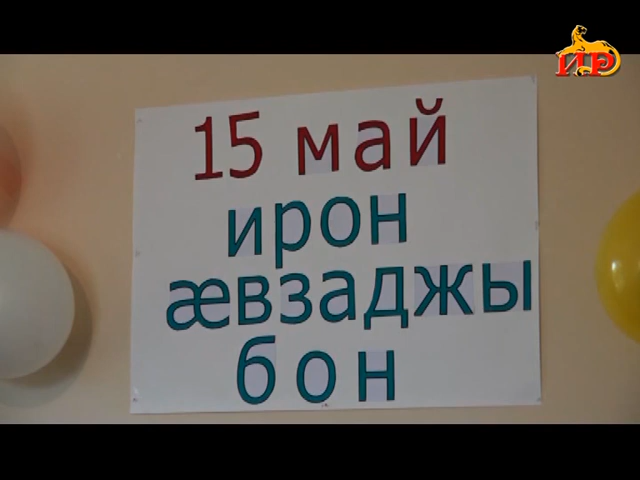 ИР
15 май
ирон
ӕвзаджы
бон